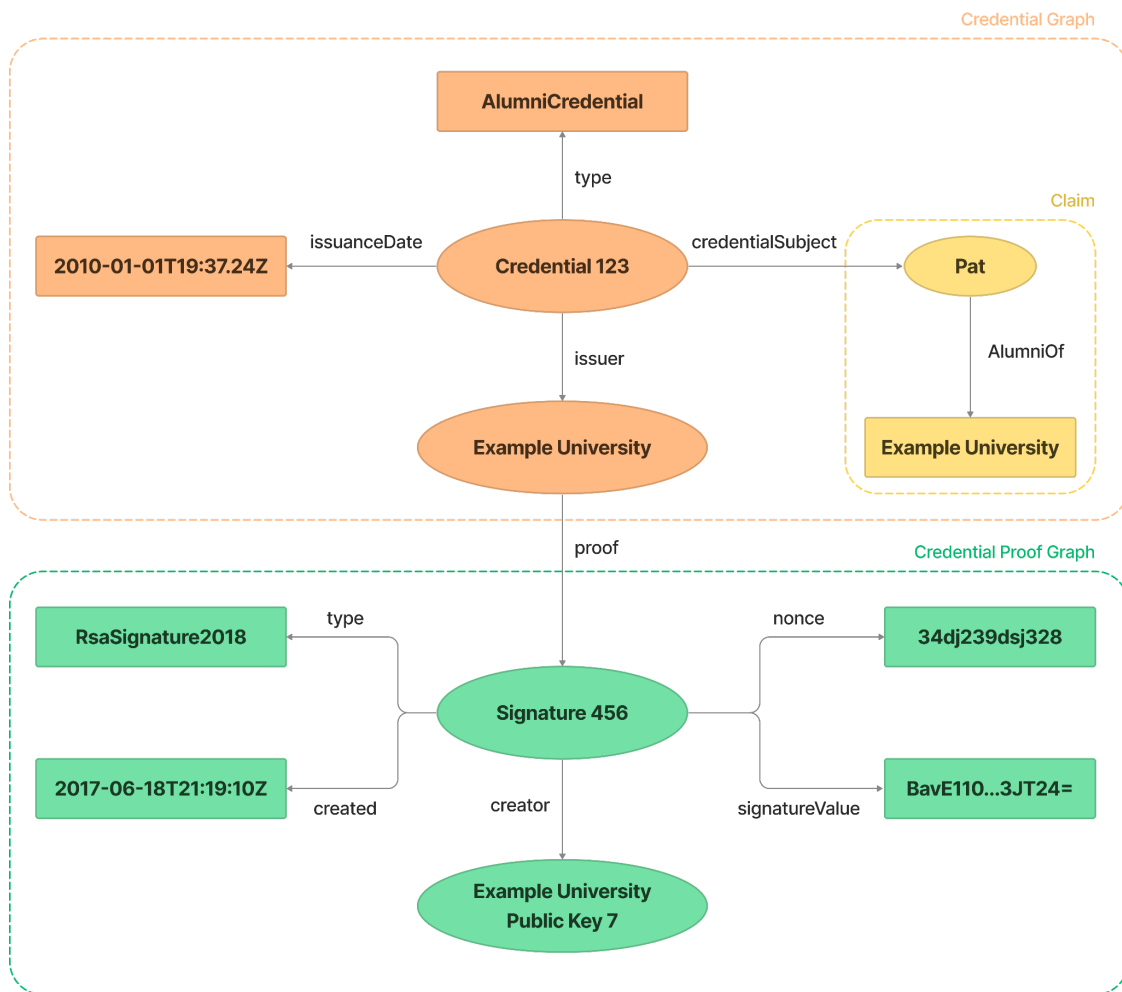 Credential Graph
AlumniCredential
type
Claim
issuanceDate
credentialSubject
2010-01-01T19:37.24Z
Credential 123
Pat
issuer
AlumniOf
Example University
Example University
proof
Credential Proof Graph
type
nonce
RsaSignature2018
34dj239dsj328
Signature 456
2017-06-18T21:19:10Z
BavE110...3JT24=
created
creator
signatureValue
Example University
Public Key 7